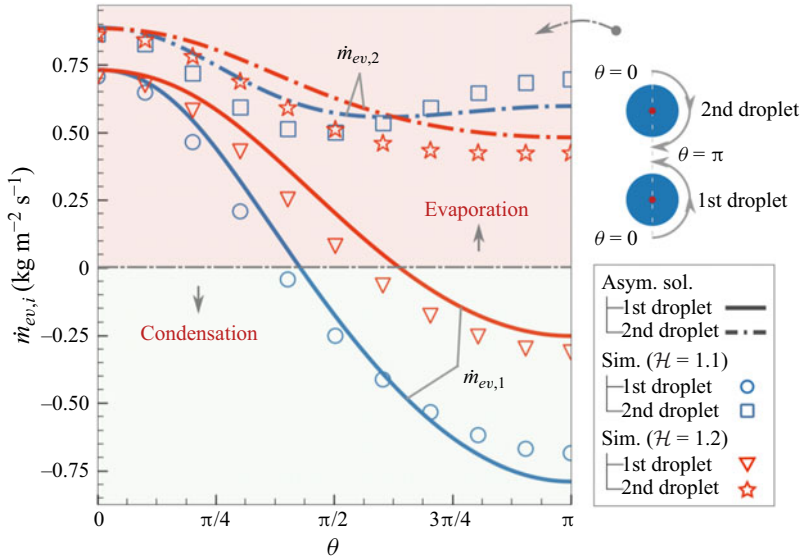 0.75
0.50
0.25
0
−0.25
−0.50
−0.75
ṁev,i (kg m−2 s−1)
0
π/4
π/2
3π/4
π
θ
ṁev,2
Evaporation
Condensation
ṁev,1
θ = 0
2nd droplet
θ = π
1st droplet
θ = 0
Asym. sol.
1st droplet
2nd droplet
Sim. (ℋ = 1.1)
1st droplet
2nd droplet
Sim. (ℋ = 1.2)
1st droplet
2nd droplet